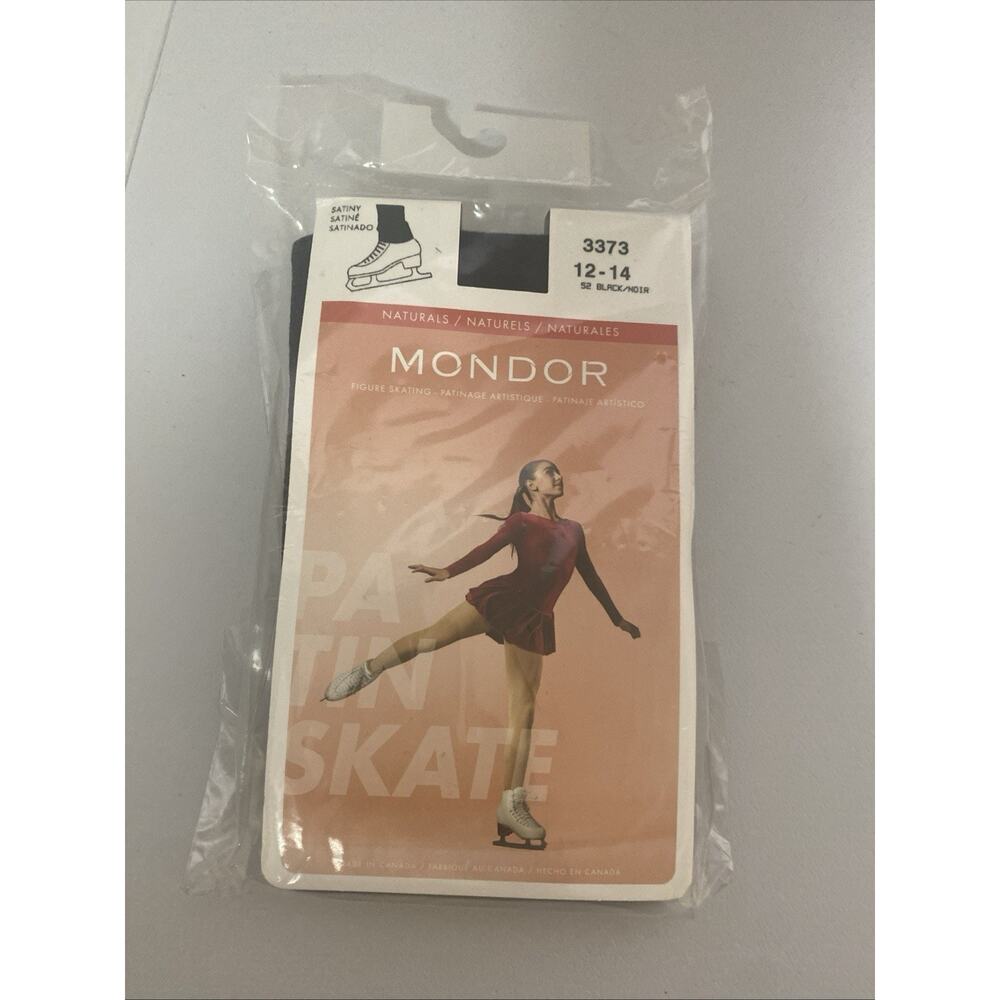 SATINY
SATINÉ
SATINADO
3373
12-14
52 BLACK/NOIR
NATURALS / NATURELS / NATURALES
MONDOR
FIGURE SKATING - PATINAGE ARTISTIQUE - PATINAJE ARTÍSTICO
PA
TIN
SKATE
MADE IN CANADA / FABRIQUÉ AU CANADA / HECHO EN CANADA